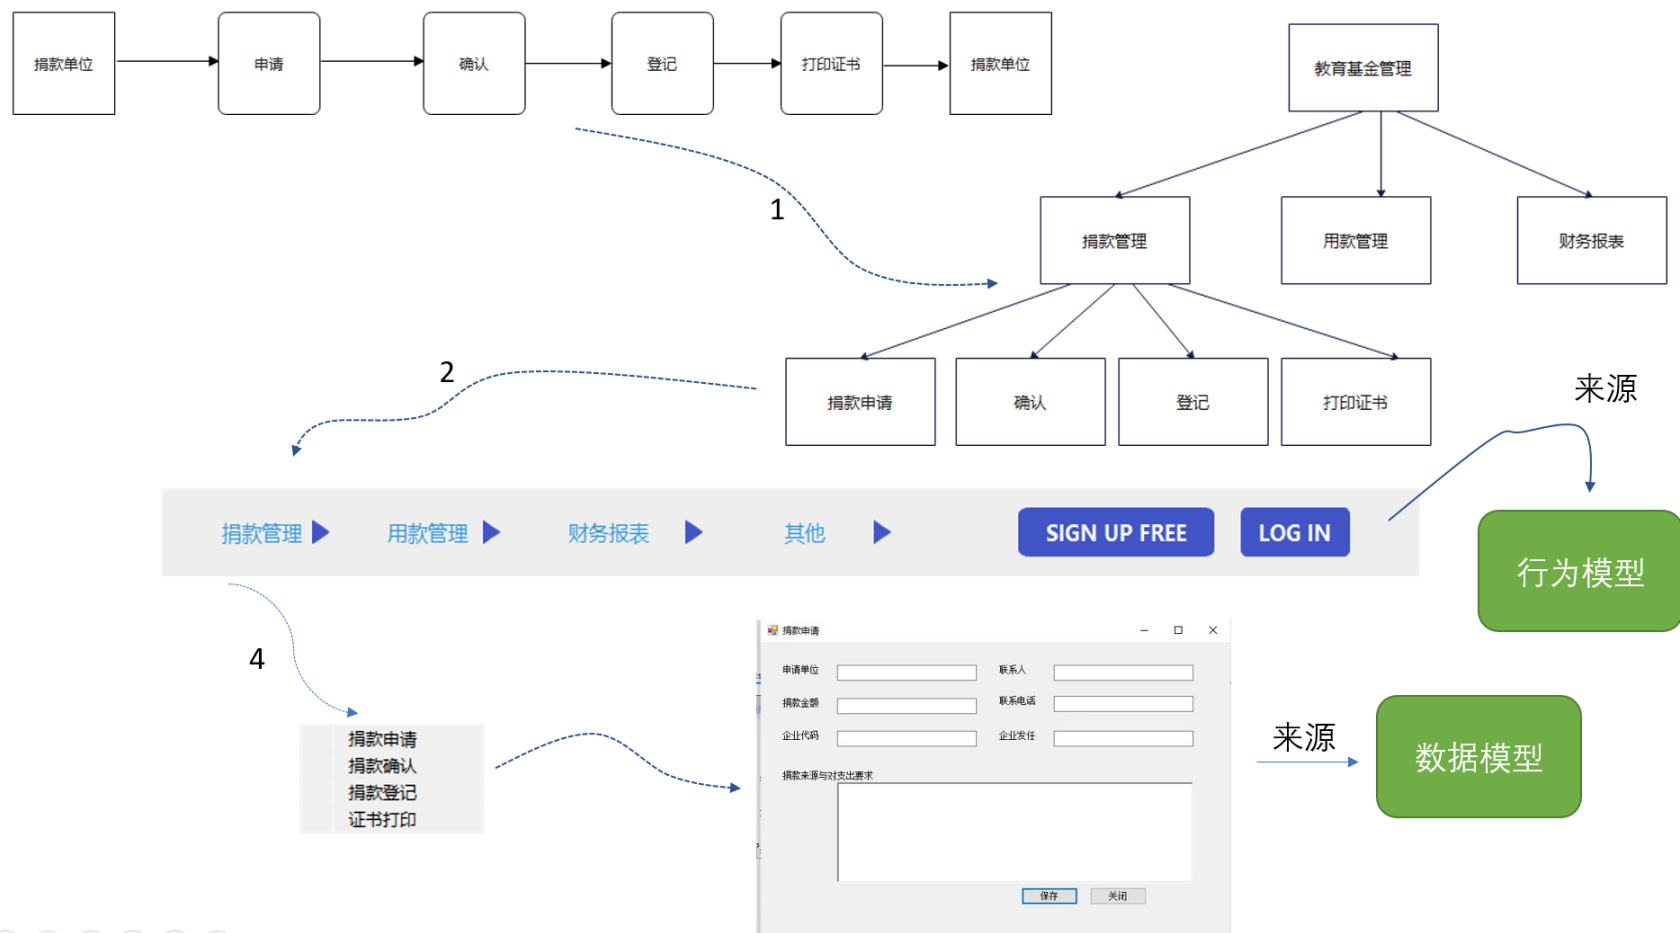 捐款单位
申请
确认
登记
打印证书
捐款单位
教育基金管理
1
捐款管理
用款管理
财务报表
2
捐款申请
确认
登记
打印证书
来源
捐款管理
用款管理
财务报表
其他
SIGN UP FREE
LOG IN
行为模型
4
捐款申请
捐款确认
捐款登记
证书打印
捐款申请
申请单位
联系人
捐款金额
联系电话
企业代码
企业发任
捐款来源与对支出要求
保存
关闭
来源
数据模型